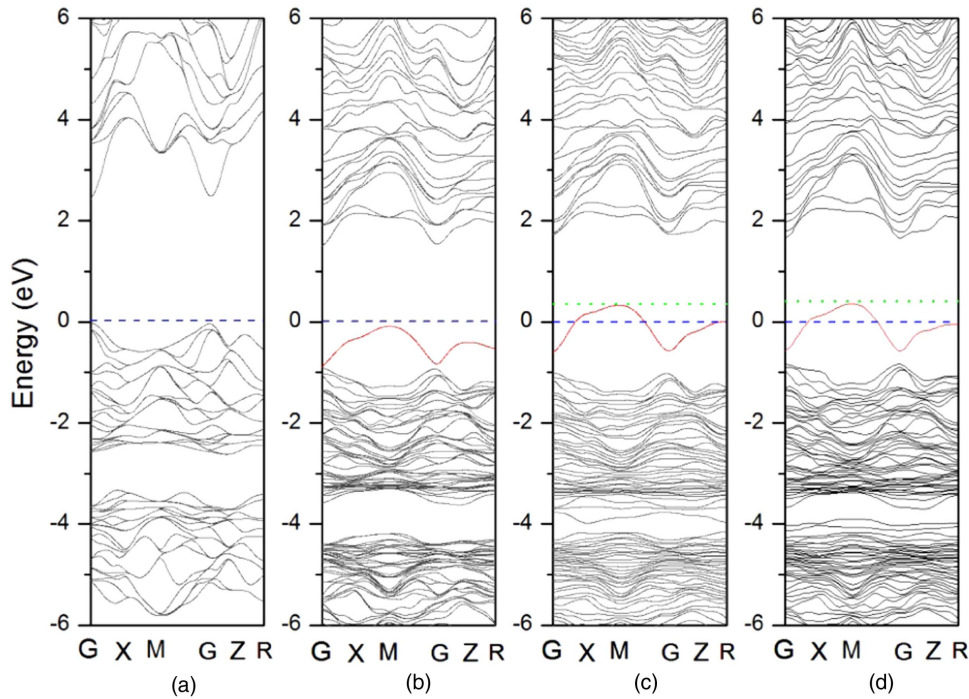 6 6 6 6
4 4 4 4
2 2 2 2
0 0 0 0
-2 -2 -2 -2
-4 -4 -4 -4
-6 -6 -6 -6
Energy (eV)
G X M G Z R G X M G Z R G X M G Z R G X M G Z R
(a) (b) (c) (d)